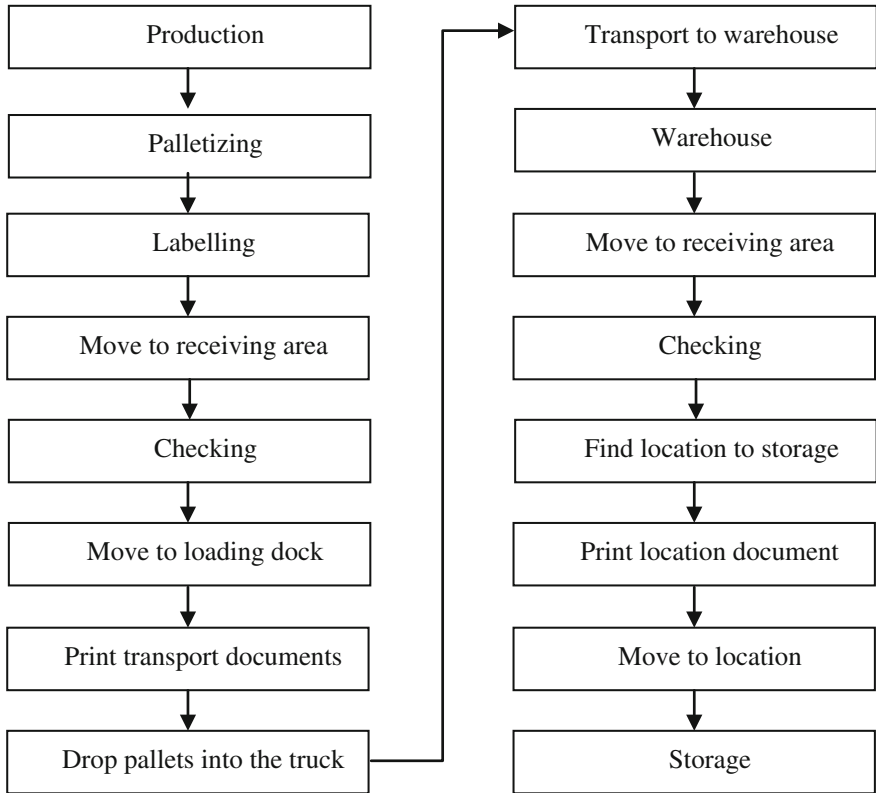 Production
Palletizing
Labelling
Move to receiving area
Checking
Move to loading dock
Print transport documents
Drop pallets into the truck
Transport to warehouse
Warehouse
Move to receiving area
Checking
Find location to storage
Print location document
Move to location
Storage